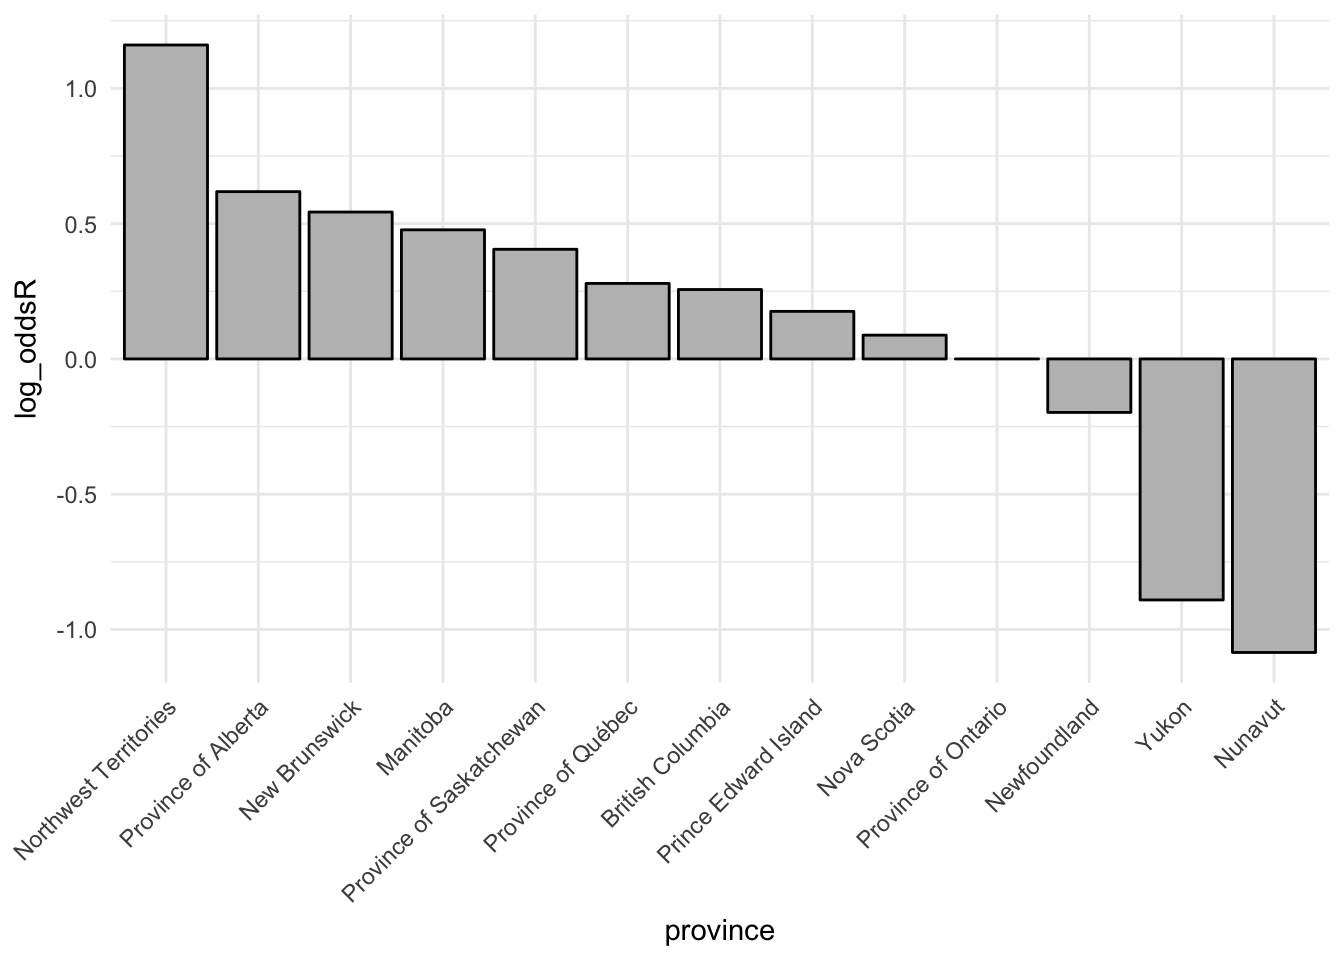 log_oddsR
1.0
0.5
0.0
-0.5
-1.0
Northwest Territories
Province of Alberta
New Brunswick
Manitoba
Province of Saskatchewan
Province of Québec
British Columbia
Prince Edward Island
Nova Scotia
Province of Ontario
Newfoundland
Yukon
Nunavut
province